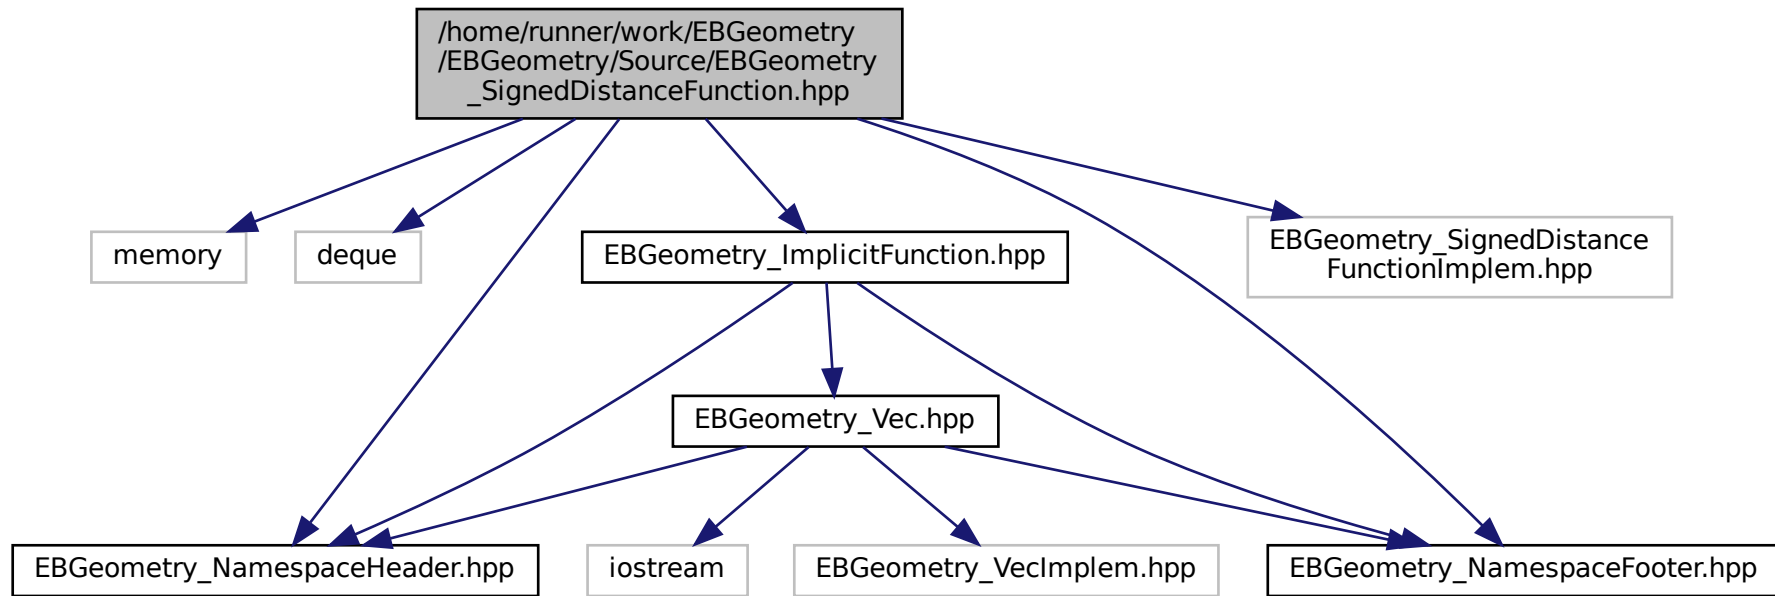 /home/runner/work/EBGeometry
/EBGeometry/Source/EBGeometry
_SignedDistanceFunction.hpp
memory
deque
EBGeometry_ImplicitFunction.hpp
EBGeometry_SignedDistance
FunctionImplem.hpp
EBGeometry_Vec.hpp
EBGeometry_NamespaceHeader.hpp
iostream
EBGeometry_VecImplem.hpp
EBGeometry_NamespaceFooter.hpp